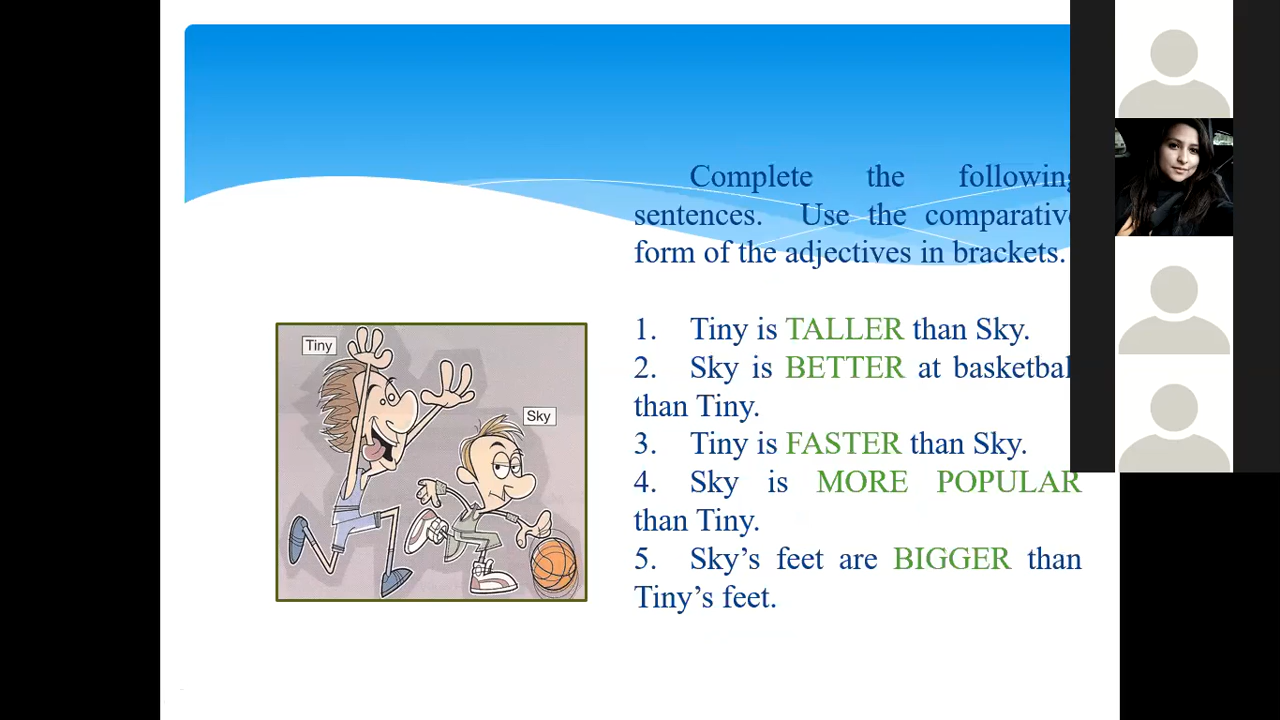 Complete the following
sentences. Use the comparative
form of the adjectives in brackets.
Tiny
Sky
1. Tiny is TALLER than Sky.
2. Sky is BETTER at basketball
than Tiny.
3. Tiny is FASTER than Sky.
4. Sky is MORE POPULAR
than Tiny.
5. Sky’s feet are BIGGER than
Tiny’s feet.